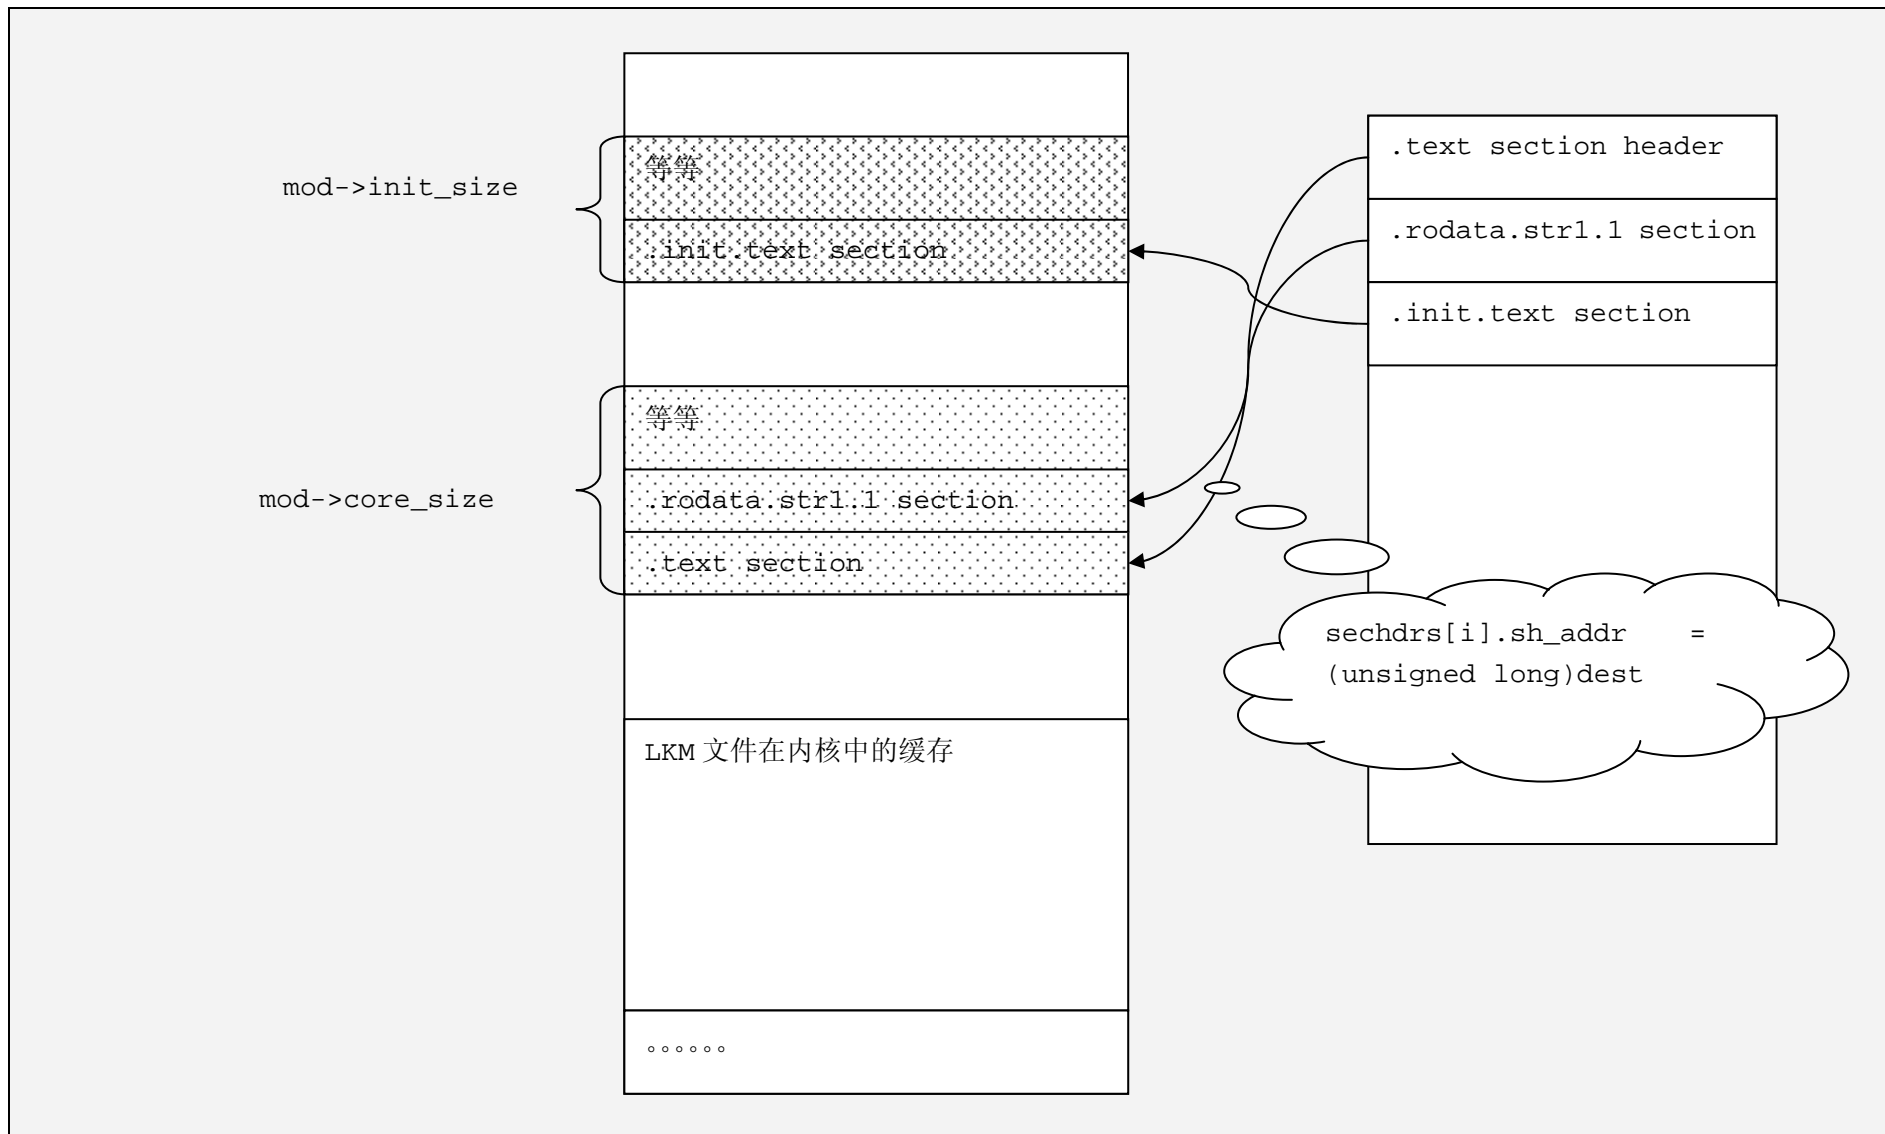 mod->init_size
等等
.init.text section
mod->core_size
等等
.rodata.str1.1 section
.text section
LKM 文件在内核中的缓存
。。。。。。
.text section header
.rodata.str1.1 section
.init.text section
sechdrs[i].sh_addr =
(unsigned long)dest